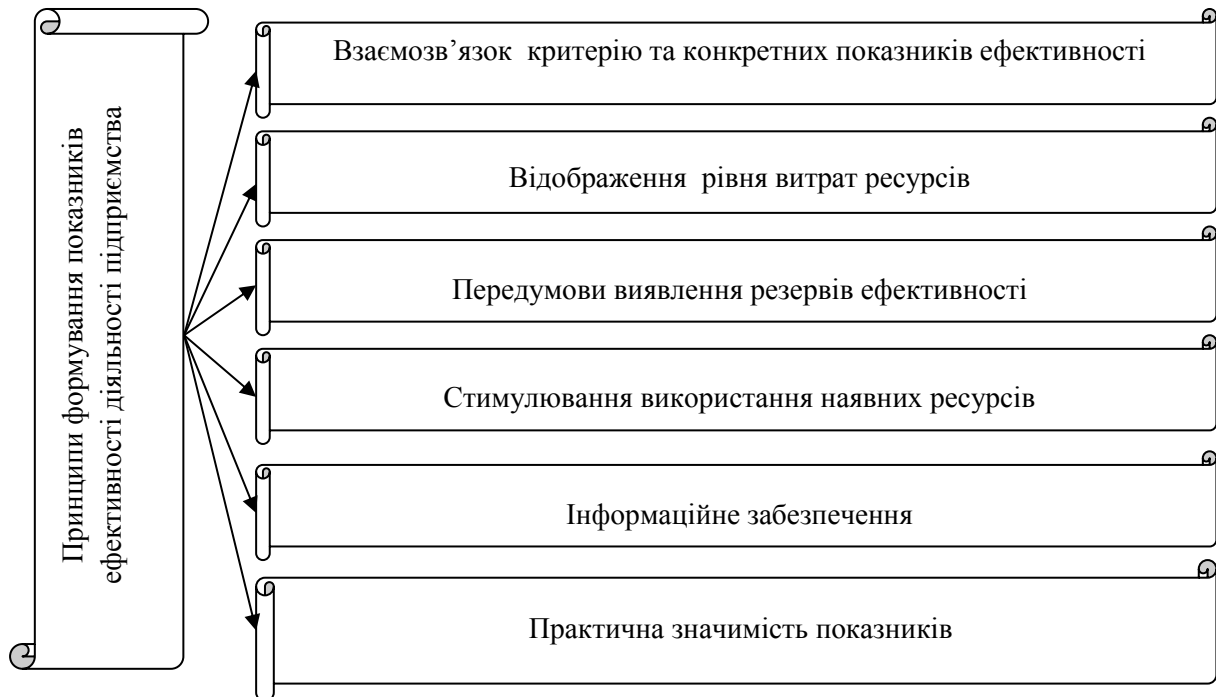 Принципи формування показників
ефективності діяльності підприємства
Взаємозв’язок критерію та конкретних показників ефективності
Відображення рівня витрат ресурсів
Передумови виявлення резервів ефективності
Стимулювання використання наявних ресурсів
Інформаційне забезпечення
Практична значимість показників